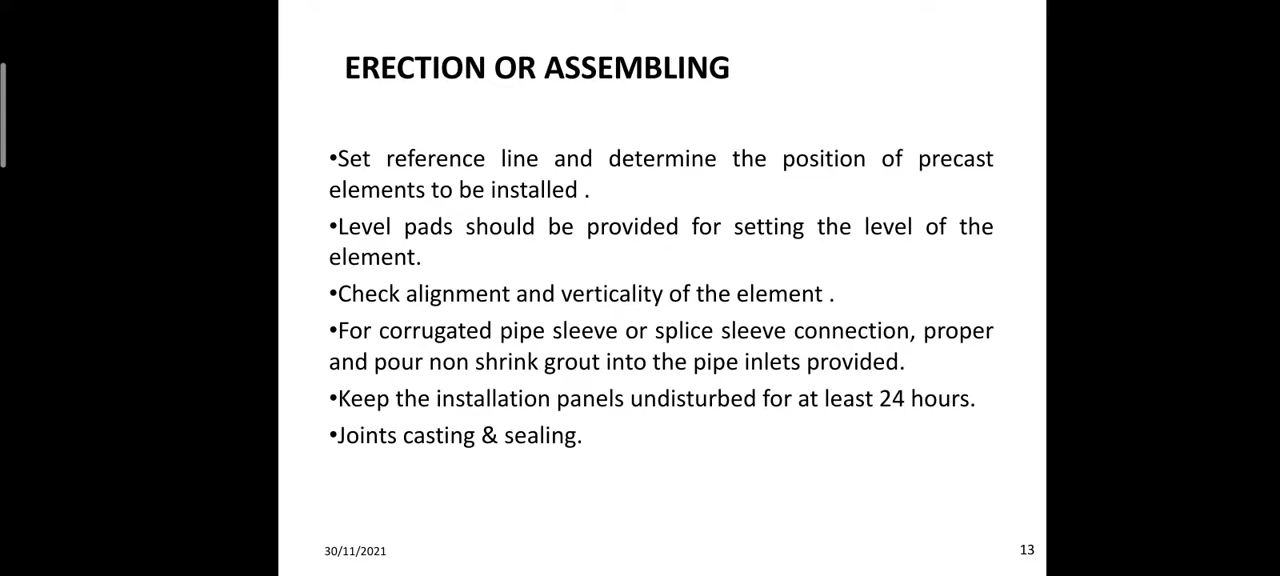 ERECTION OR ASSEMBLING
•Set reference line and determine the position of precast
elements to be installed .
•Level pads should be provided for setting the level of the
element.
•Check alignment and verticality of the element .
•For corrugated pipe sleeve or splice sleeve connection, proper
and pour non shrink grout into the pipe inlets provided.
•Keep the installation panels undisturbed for at least 24 hours.
•Joints casting & sealing.
30/11/2021
13